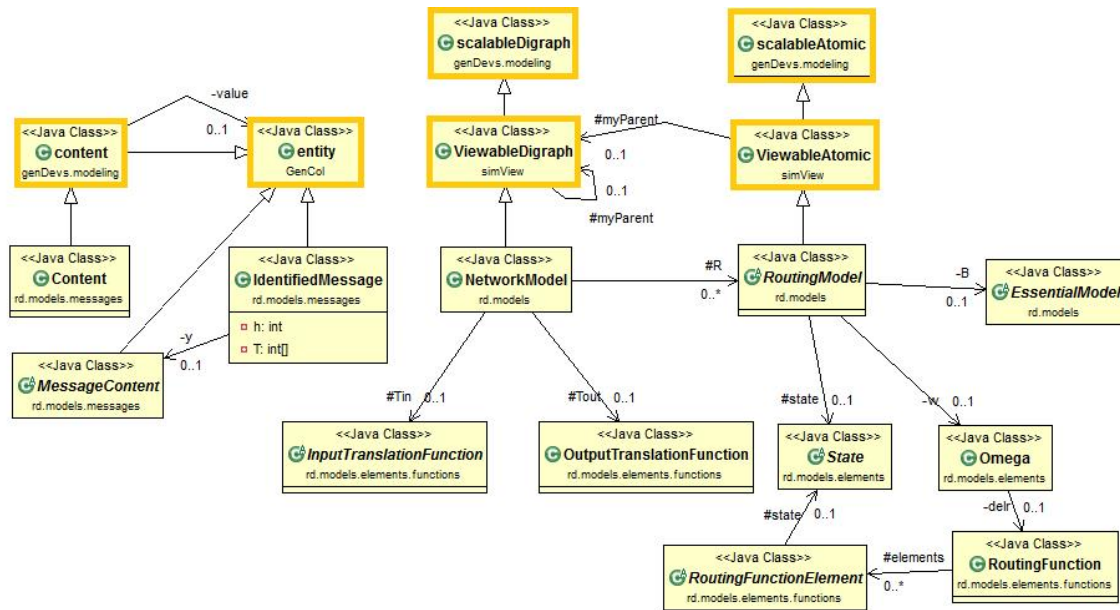 <<Java Class>>
scalableDigraph
genDevs.modeling
<<Java Class>>
scalableAtomic
genDevs.modeling
-value
0..1
<<Java Class>>
content
genDevs.modeling
<<Java Class>>
entity
GenCol
<<Java Class>>
ViewableDigraph
simView
#myParent
0..1
0..1
#myParent
<<Java Class>>
ViewableAtomic
simView
<<Java Class>>
Content
rd.models.messages
<<Java Class>>
IdentifiedMessage
rd.models.messages
h: int
T: int[]
<<Java Class>>
NetworkModel
rd.models
#R
0..*
<<Java Class>>
RoutingModel
rd.models
-B
0..1
<<Java Class>>
EssentialModel
rd.models
-y
0..1
<<Java Class>>
MessageContent
rd.models.messages
#Tin
0..1
#Tout
0..1
#state
0..1
-w
0..1
<<Java Class>>
InputTranslationFunction
rd.models.elements.functions
<<Java Class>>
OutputTranslationFunction
rd.models.elements.functions
<<Java Class>>
State
rd.models.elements
<<Java Class>>
Omega
rd.models.elements
#state
0..1
-delr
0..1
<<Java Class>>
RoutingFunctionElement
rd.models.elements.functions
#elements
0..*
<<Java Class>>
RoutingFunction
rd.models.elements.functions